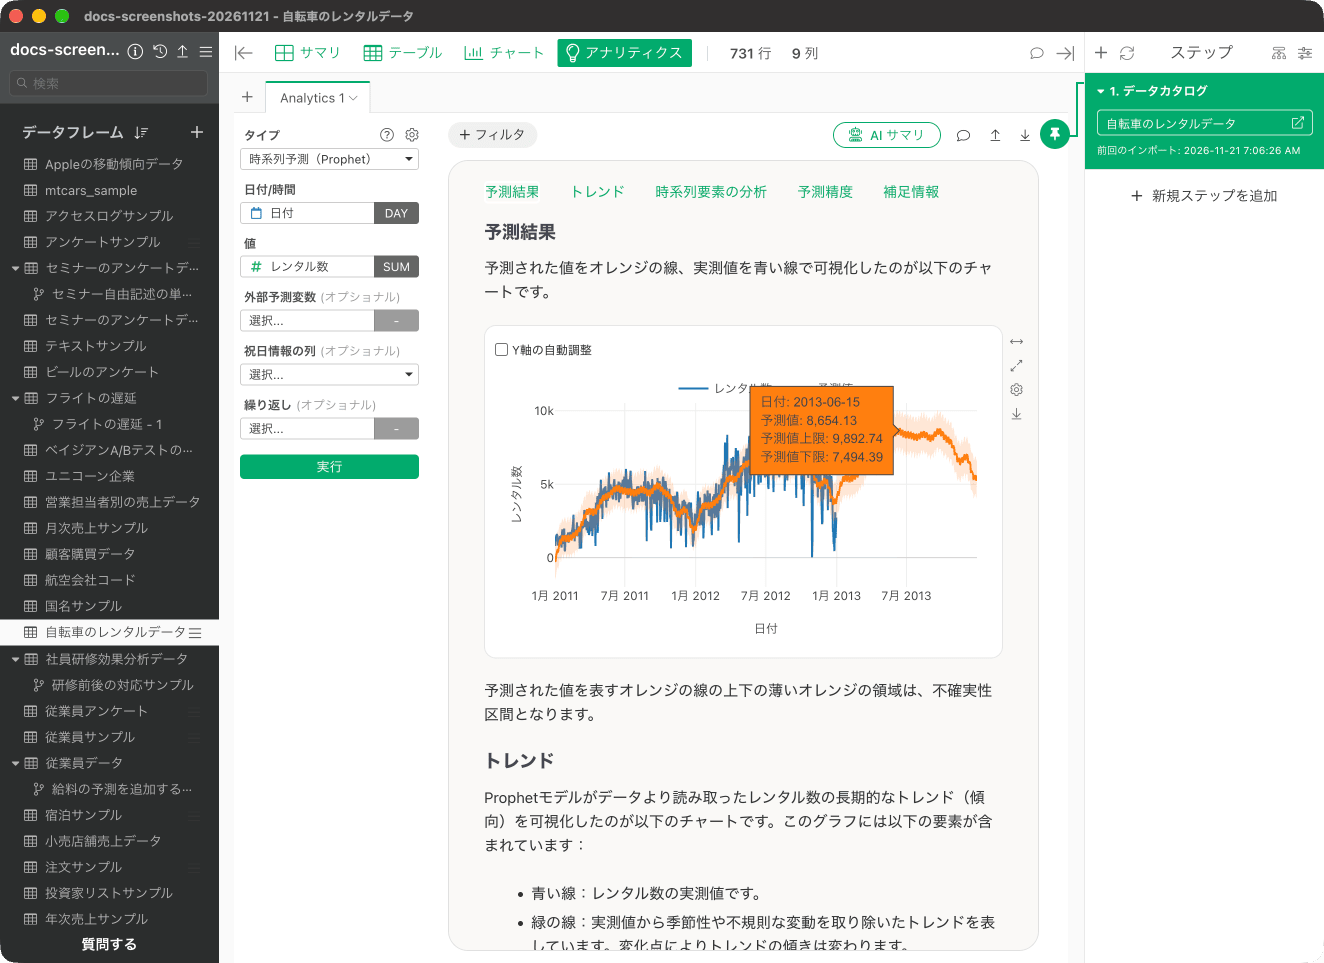 docs-screenshots-20261121 - 自転車のレンタルデータ
docs-screen...
検索
データフレーム
Appleの移動傾向データ
mtcars_sample
アクセスログサンプル
アンケートサンプル
セミナーのアンケートデ…
セミナー自由記述の単…
セミナーのアンケートデ…
テキストサンプル
ビールのアンケート
フライトの遅延
フライトの遅延 - 1
ベイジアンA/Bテストの…
ユニコーン企業
営業担当者別の売上データ
月次売上サンプル
顧客購買データ
航空会社コード
国名サンプル
自転車のレンタルデータ
社員研修効果分析データ
研修前後の対応サンプル
従業員アンケート
従業員サンプル
従業員データ
給料の予測を追加する…
宿泊サンプル
小売店舗売上データ
注文サンプル
投資家リストサンプル
年次売上サンプル
質問する
サマリ
テーブル
チャート
アナリティクス
731 行
9 列
Analytics 1
タイプ
時系列予測（Prophet）
日付/時間
日付
DAY
値
レンタル数
SUM
外部予測変数 (オプショナル)
選択...
-
祝日情報の列 (オプショナル)
選択...
繰り返し (オプショナル)
選択...
-
実行
+ フィルタ
AI サマリ
予測結果
トレンド
時系列要素の分析
予測精度
補足情報
予測結果
予測された値をオレンジの線、実測値を青い線で可視化したのが以下のチャ
ートです。
Y軸の自動調整
レンタル数
予測値
日付: 2013-06-15
予測値: 8,654.13
予測値上限: 9,892.74
予測値下限: 7,494.39
レンタル数
10k
5k
0
1月 2011
7月 2011
1月 2012
7月 2012
1月 2013
7月 2013
日付
予測された値を表すオレンジの線の上下の薄いオレンジの領域は、不確実性
区間となります。
トレンド
Prophetモデルがデータより読み取ったレンタル数の長期的なトレンド（傾
向）を可視化したのが以下のチャートです。このグラフには以下の要素が含
まれています：
• 青い線：レンタル数の実測値です。
• 緑の線：実測値から季節性や不規則な変動を取り除いたトレンドを表
しています。変化点によりトレンドの傾きは変わります。
ステップ
1. データカタログ
自転車のレンタルデータ
前回のインポート: 2026-11-21 7:06:26 AM
+ 新規ステップを追加